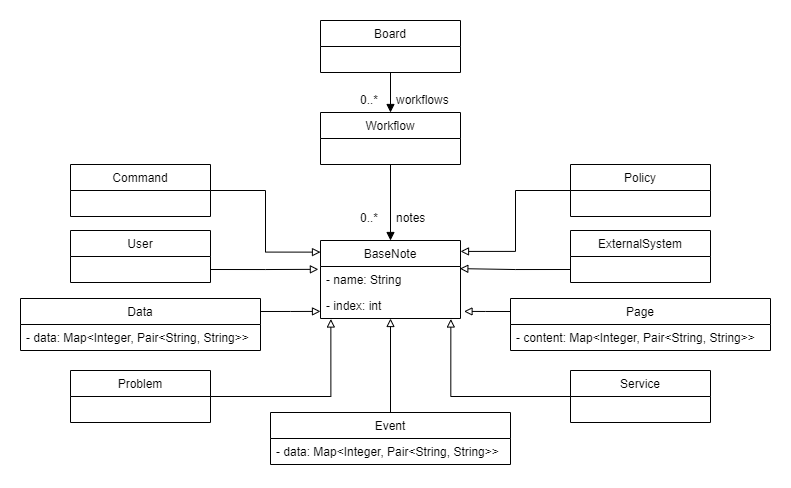 Board
0..* workflows
Workflow
Command
Policy
0..* notes
User
BaseNote
ExternalSystem
- name: String
- index: int
Data
- data: Map<Integer, Pair<String, String>>
Page
- content: Map<Integer, Pair<String, String>>
Problem
Service
Event
- data: Map<Integer, Pair<String, String>>